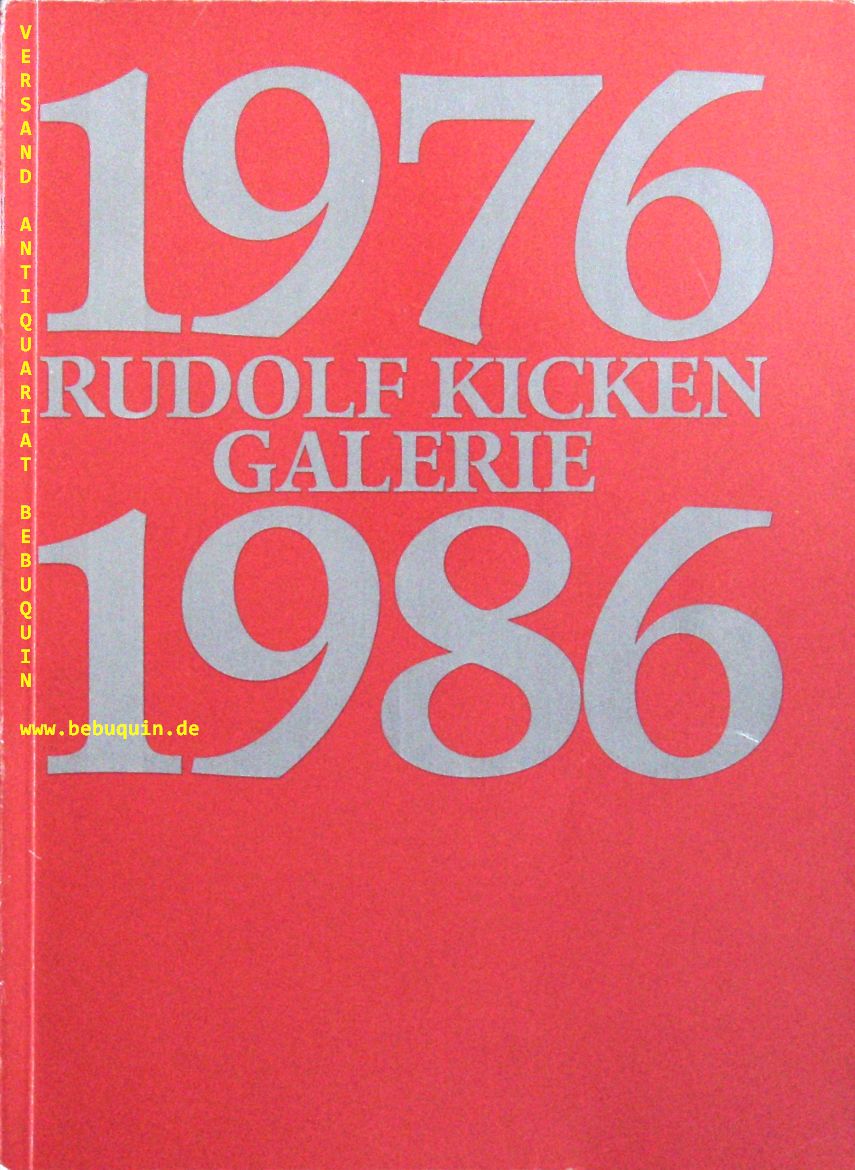 1976
RUDOLF KICKEN
GALERIE
1986
VERSAND ANTIQUARIAT BEBUQUIN
www.bebuquin.de